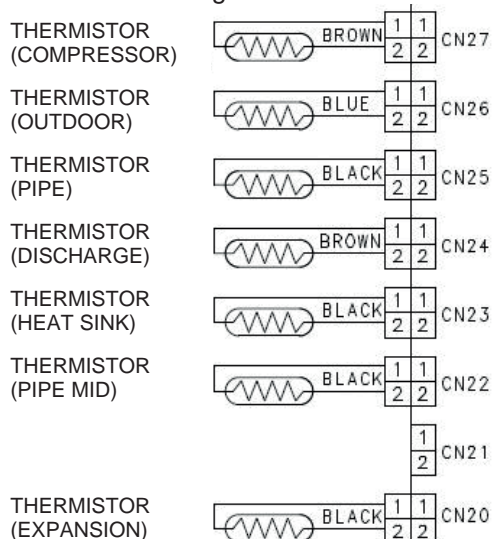 THERMISTOR
(COMPRESSOR)
BROWN
1 1
2 2
CN27
THERMISTOR
(OUTDOOR)
BLUE
1 1
2 2
CN26
THERMISTOR
(PIPE)
BLACK
1 1
2 2
CN25
THERMISTOR
(DISCHARGE)
BROWN
1 1
2 2
CN24
THERMISTOR
(HEAT SINK)
BLACK
1 1
2 2
CN23
THERMISTOR
(PIPE MID)
BLACK
1 1
2 2
CN22
1
2
CN21
THERMISTOR
(EXPANSION)
BLACK
1 1
2 2
CN20